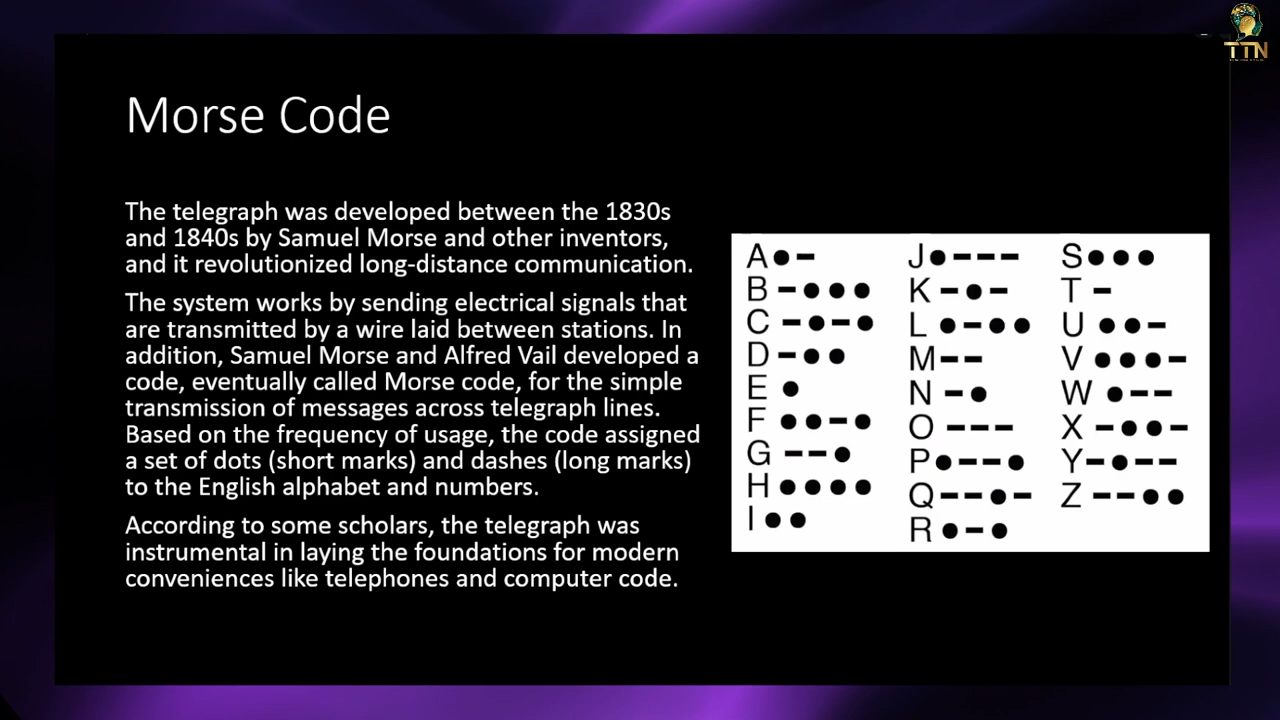 TTN
Morse Code
The telegraph was developed between the 1830s
and 1840s by Samuel Morse and other inventors,
and it revolutionized long-distance communication.
The system works by sending electrical signals that
are transmitted by a wire laid between stations. In
addition, Samuel Morse and Alfred Vail developed a
code, eventually called Morse code, for the simple
transmission of messages across telegraph lines.
Based on the frequency of usage, the code assigned
a set of dots (short marks) and dashes (long marks)
to the English alphabet and numbers.
According to some scholars, the telegraph was
instrumental in laying the foundations for modern
conveniences like telephones and computer code.
A ● –
B – ● ● ●
C – ● – ●
D – ● ●
E ●
F ● ● – ●
G – – ●
H ● ● ● ●
I ● ●
J ● – – –
K – ● –
L ● – ● ●
M – –
N – ●
O – – –
P ● – – ●
Q – – ● –
R ● – ●
S ● ● ●
T –
U ● ● –
V ● ● ● –
W ● – –
X – ● ● –
Y – ● – –
Z – – ● ●